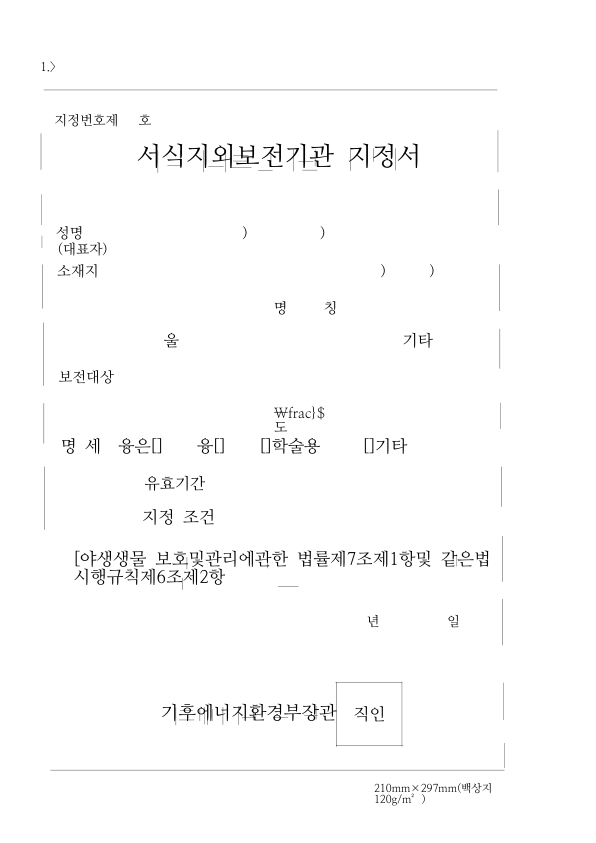 1.〉
지정번호제 호
서식지외보전기관 지정서
성명 ) )
(대표자)
소재지 ) )
명 칭
울 기타
보전대상
₩frac}$
도
명 세 융은[] 융[] []학술용 []기타
유효기간
지정 조건
[야생생물 보호및관리에관한 법률제7조제1항및 같은법
시행규칙제6조제2항
년 일
기후에너지환경부장관 직인
210mm×297mm(백상지
120g/m² )